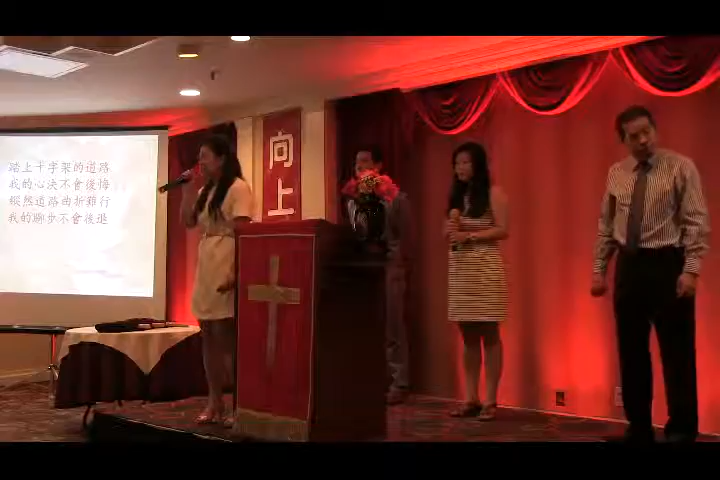 踏上十字架的道路
我的心決不會後悔
縱然道路曲折難行
我的腳步不會後退
向上